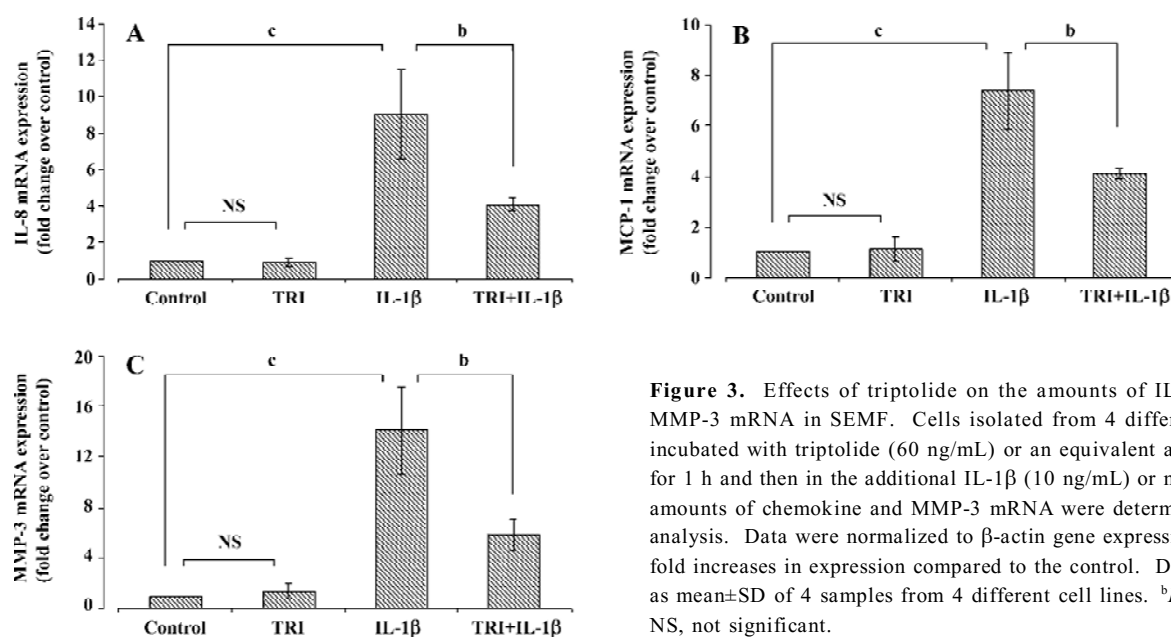 14
12
10
8
6
4
2
0
IL-8 mRNA expression
(fold change over control)
A
c
b
NS
Control TRI IL-1β TRI+IL-1β
10
8
6
4
2
0
MCP-1 mRNA expression
(fold change over control)
B
c
b
NS
Control TRI IL-1β TRI+IL-1β
20
16
12
8
4
0
MMP-3 mRNA expression
(fold change over control)
C
c
b
NS
Control TRI IL-1β TRI+IL-1β
Figure 3. Effects of triptolide on the amounts of
MMP-3 mRNA in SEMF. Cells isolated from 4
incubated with triptolide (60 ng/mL) or an equivalent
for 1 h and then in the additional IL-1β (10 ng/mL) or
amounts of chemokine and MMP-3 mRNA were
analysis. Data were normalized to β-actin gene
fold increases in expression compared to the control.
as mean±SD of 4 samples from 4 different cell lines.
NS, not significant.